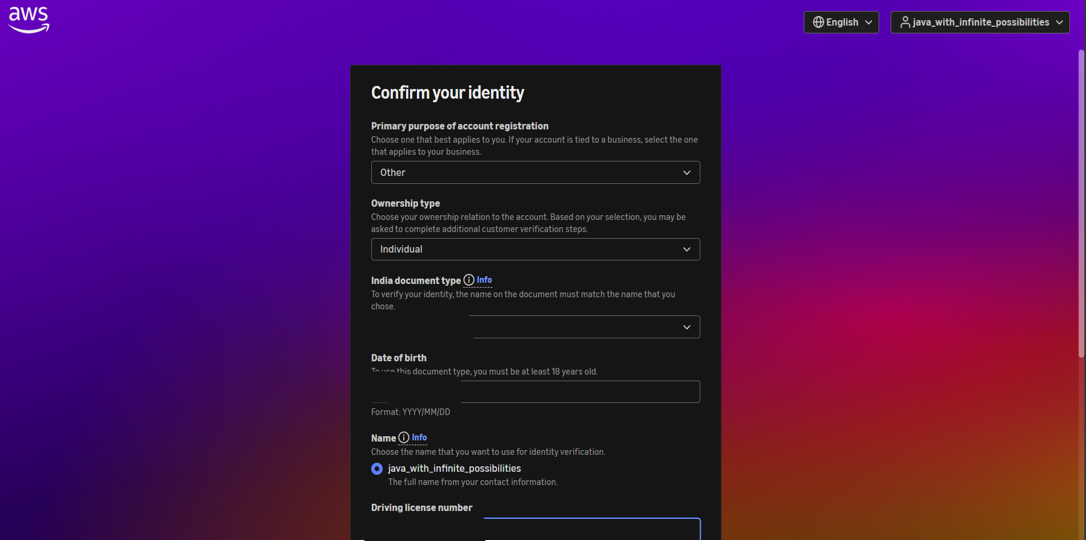 aws
English
java_with_infinite_possibilities
Confirm your identity
Primary purpose of account registration
Choose one that best applies to you. If your account is tied to a business, select the one
that applies to your business.
Other
Ownership type
Choose your ownership relation to the account. Based on your selection, you may be
asked to complete additional customer verification steps.
Individual
India document type Info
To verify your identity, the name on the document must match the name that you
chose.
Date of birth
To use this document type, you must be at least 18 years old.
Format: YYYY/MM/DD
Name Info
Choose the name that you want to use for identity verification.
java_with_infinite_possibilities
The full name from your contact information.
Driving license number